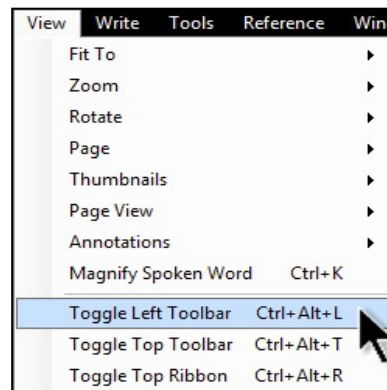 View Write Tools Reference Win
Fit To
Zoom
Rotate
Page
Thumbnails
Page View
Annotations
Magnify Spoken Word Ctrl+K
Toggle Left Toolbar Ctrl+Alt+L
Toggle Top Toolbar Ctrl+Alt+T
Toggle Top Ribbon Ctrl+Alt+R